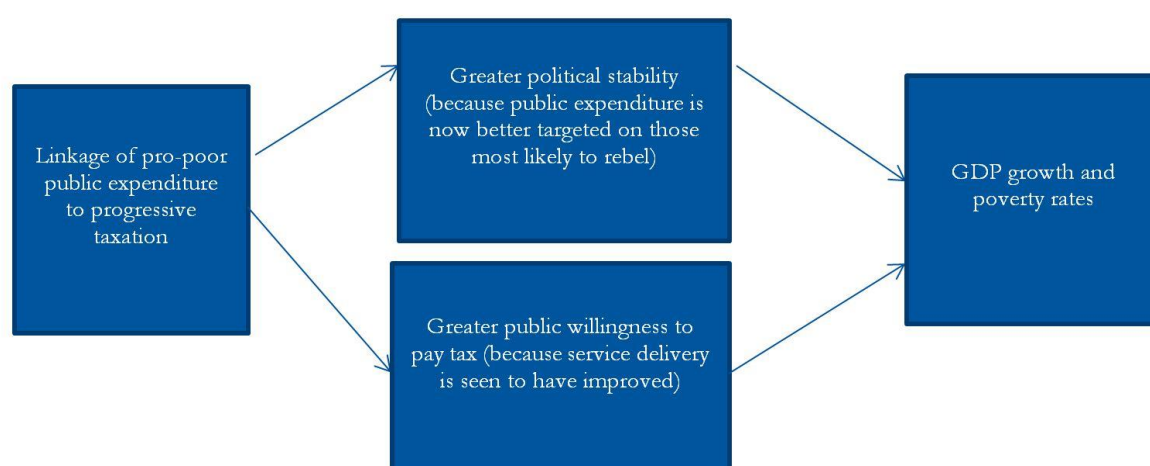 Linkage of pro-poor
public expenditure
to progressive
taxation
Greater political stability
(because public expenditure is
now better targeted on those
most likely to rebel)
Greater public willingness to
pay tax (because service delivery
is seen to have improved)
GDP growth and
poverty rates